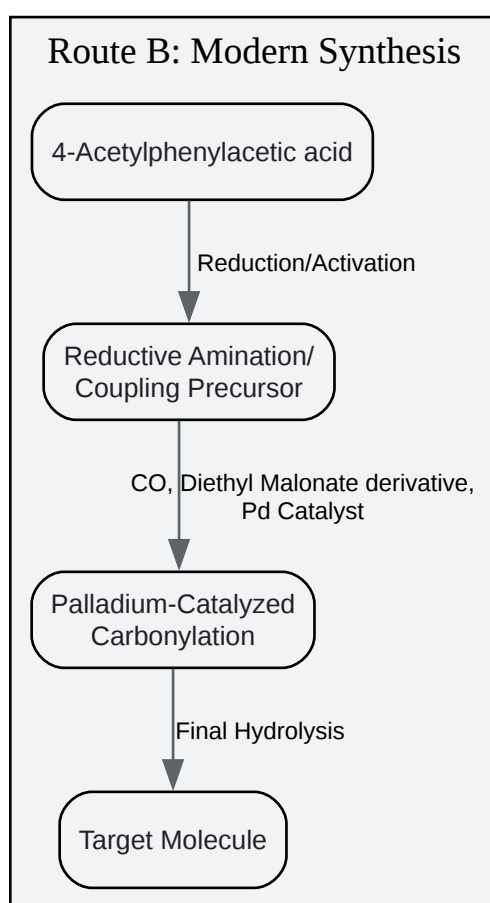 Route B: Modern Synthesis
4-Acetylphenylacetic acid
Reduction/Activation
Reductive Amination/
Coupling Precursor
CO, Diethyl Malonate derivative,
Pd Catalyst
Palladium-Catalyzed
Carbonylation
Final Hydrolysis
Target Molecule